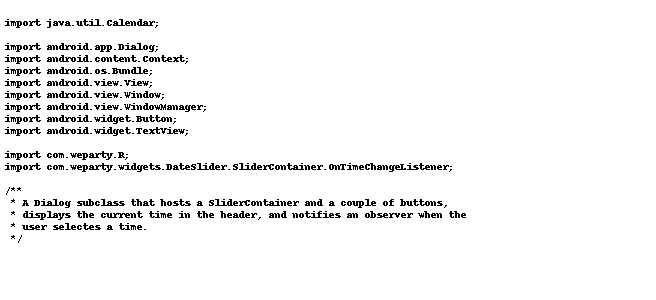 import java.util.Calendar;
import android.app.Dialog;
import android.content.Context;
import android.os.Bundle;
import android.view.View;
import android.view.Window;
import android.view.WindowManager;
import android.widget.Button;
import android.widget.TextView;
import com.weparty.R;
import com.weparty.widgets.DateSlider.SliderContainer.OnTimeChangeListener;
/**
 * A Dialog subclass that hosts a SliderContainer and a couple of buttons,
 * displays the current time in the header, and notifies an observer when the
 * user selectes a time.
 */